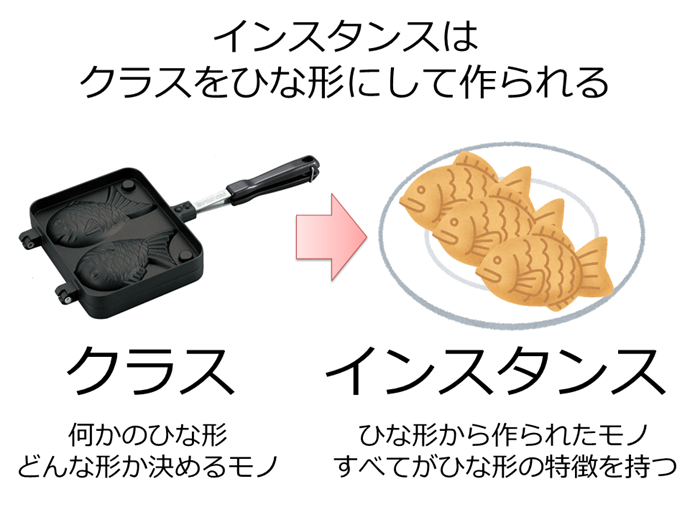 インスタンスは
クラスをひな形にして作られる
クラス
インスタンス
何かのひな形
どんな形か決めるモノ
ひな形から作られたモノ
すべてがひな形の特徴を持つ